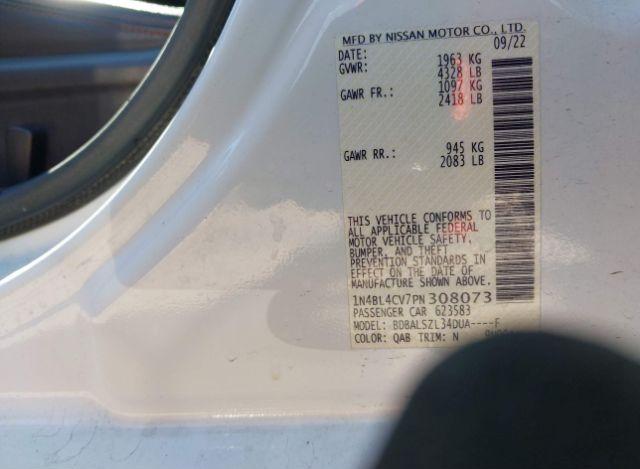 MFD BY NISSAN MOTOR CO., LTD.
DATE: 09/22
GVWR: 1963 KG
4328 LB
GAWR FR.: 1097 KG
2418 LB
GAWR RR.: 945 KG
2083 LB
THIS VEHICLE CONFORMS TO
ALL APPLICABLE FEDERAL
MOTOR VEHICLE SAFETY,
BUMPER, AND THEFT
PREVENTION STANDARDS IN
EFFECT ON THE DATE OF
MANUFACTURE SHOWN ABOVE.
1N4BL4CV7PN308073
PASSENGER CAR 623583
MODEL: BDBALSZL34DUA----F
COLOR: QAB TRIM: N